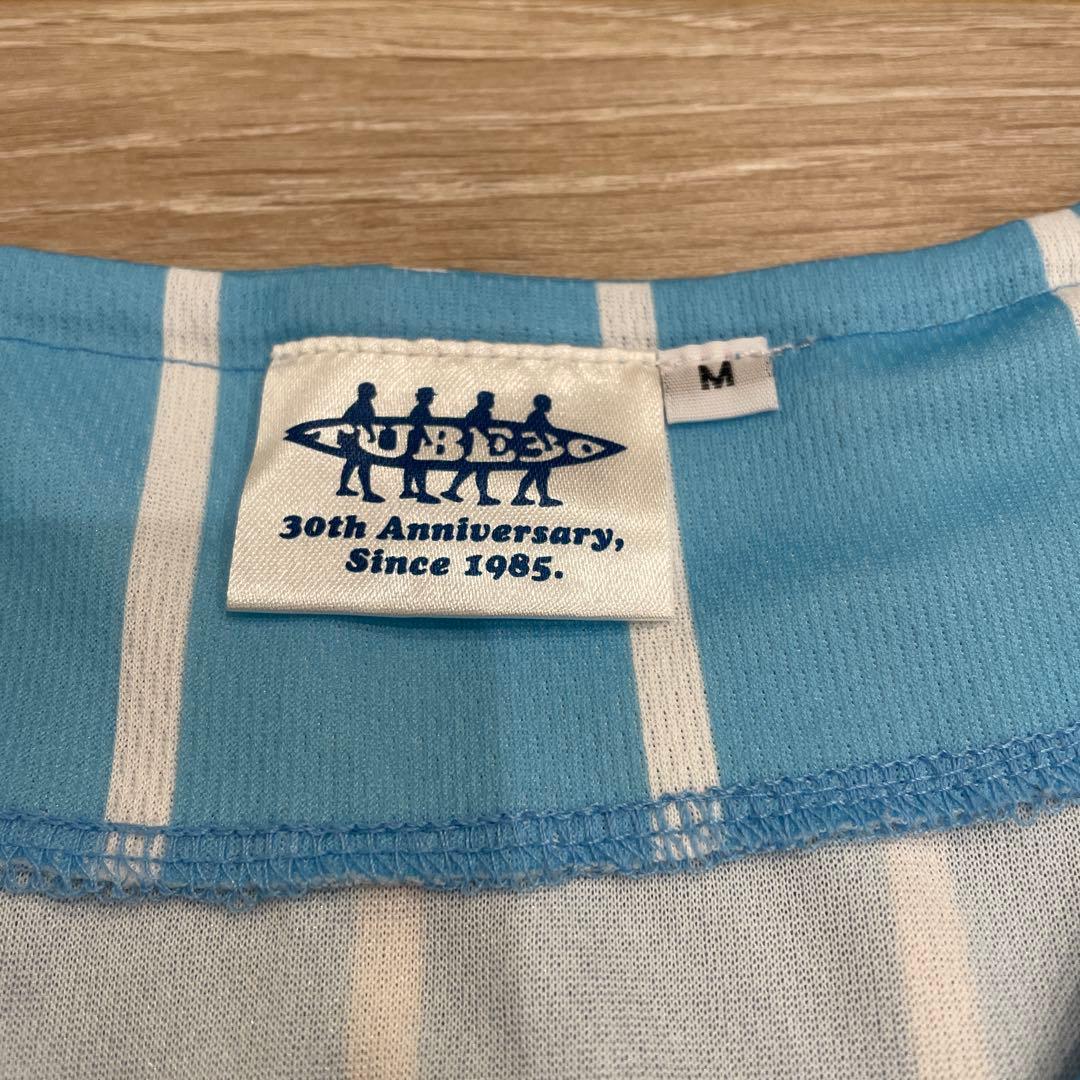 TUBE30
M
30th Anniversary,
Since 1985.